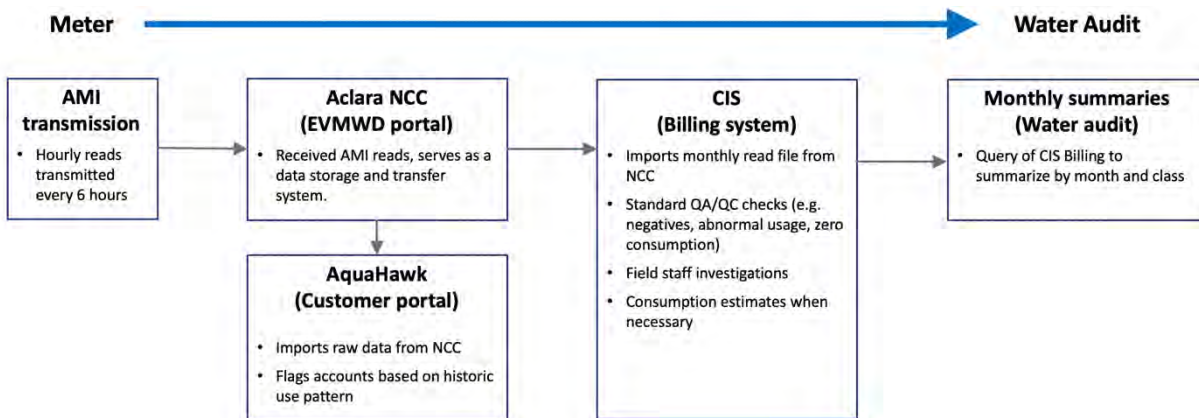 Meter
Water Audit
AMI
transmission
• Hourly reads
transmitted
every 6 hours
Aclara NCC
(EVMWD portal)
• Received AMI reads, serves as a
data storage and transfer
system.
AquaHawk
(Customer portal)
• Imports raw data from NCC
• Flags accounts based on historic
use pattern
CIS
(Billing system)
• Imports monthly read file from
NCC
• Standard QA/QC checks (e.g.
negatives, abnormal usage, zero
consumption)
• Field staff investigations
• Consumption estimates when
necessary
Monthly summaries
(Water audit)
• Query of CIS Billing to
summarize by month and class